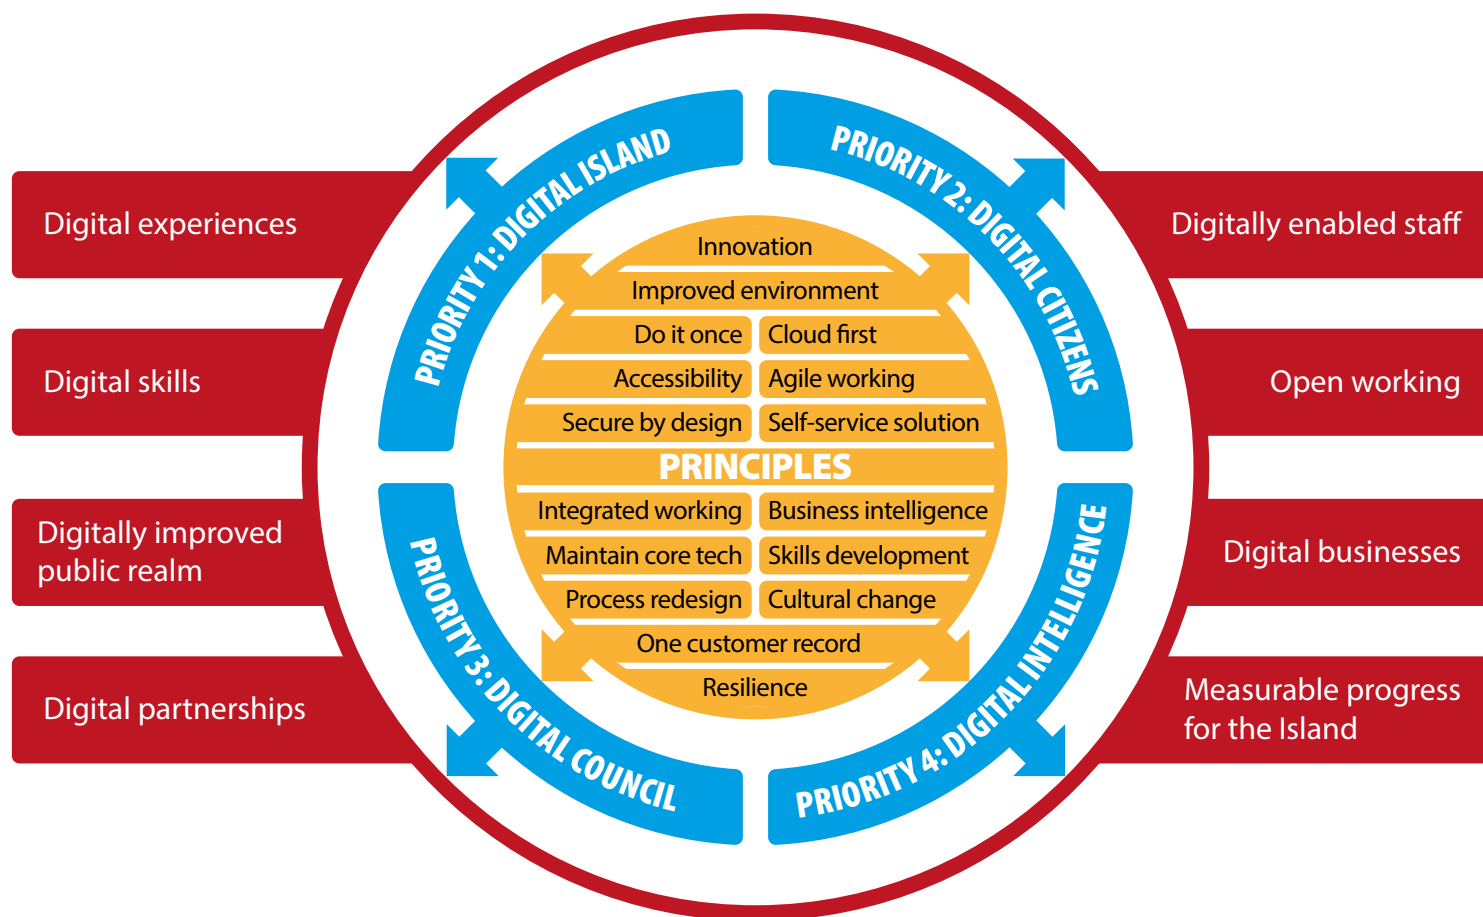 PRIORITY 1: DIGITAL ISLAND
PRIORITY 2: DIGITAL CITIZENS
Digital experiences
Digital skills
Digitally improved
public realm
Digital partnerships
Innovation
Improved environment
Do it once
Cloud first
Accessibility
Agile working
Secure by design
Self-service solution
PRINCIPLES
Integrated working
Business intelligence
Maintain core tech
Skills development
Process redesign
Cultural change
One customer record
Resilience
Digitally enabled staff
Open working
Digital businesses
Measurable progress
for the Island
PRIORITY 3: DIGITAL COUNCIL
PRIORITY 4: DIGITAL INTELLIGENCE